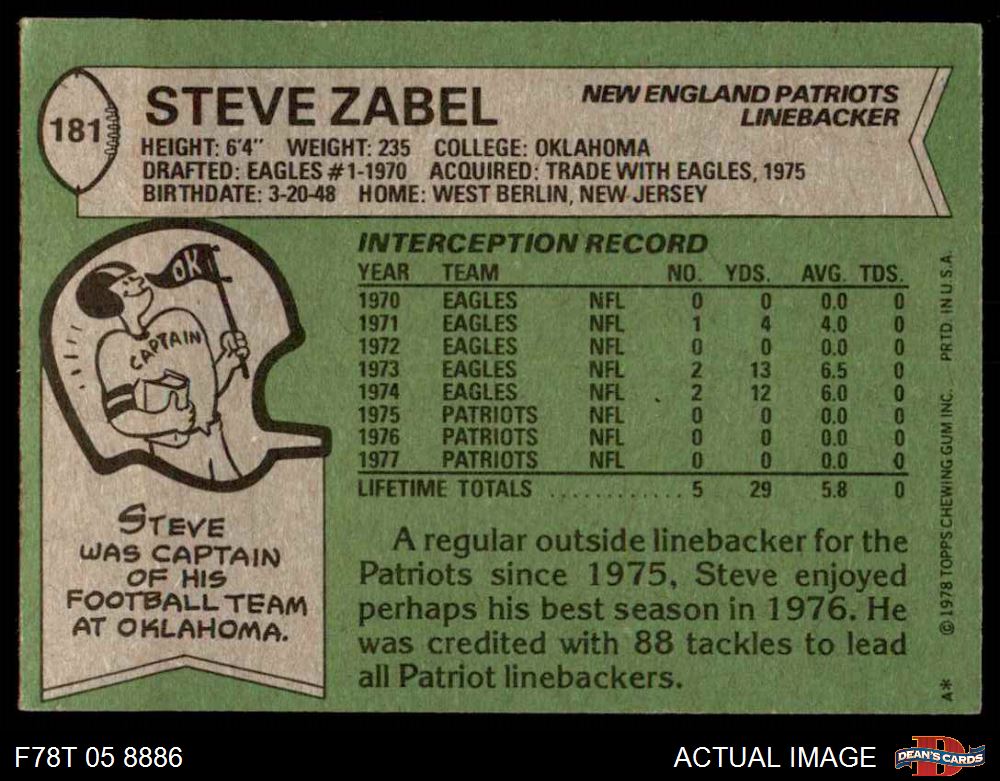 181
STEVE ZABEL
NEW ENGLAND PATRIOTS
LINEBACKER
HEIGHT: 6'4" WEIGHT: 235 COLLEGE: OKLAHOMA
DRAFTED: EAGLES #1-1970 ACQUIRED: TRADE WITH EAGLES, 1975
BIRTHDATE: 3-20-48 HOME: WEST BERLIN, NEW JERSEY
OK
CAPTAIN
STEVE
WAS CAPTAIN
OF HIS
FOOTBALL TEAM
AT OKLAHOMA.
INTERCEPTION RECORD
YEAR TEAM NO. YDS. AVG. TDS.
1970 EAGLES NFL 0 0 0.0 0
1971 EAGLES NFL 1 4 4.0 0
1972 EAGLES NFL 0 0 0.0 0
1973 EAGLES NFL 2 13 6.5 0
1974 EAGLES NFL 2 12 6.0 0
1975 PATRIOTS NFL 0 0 0.0 0
1976 PATRIOTS NFL 0 0 0.0 0
1977 PATRIOTS NFL 0 0 0.0 0
LIFETIME TOTALS ............ 5 29 5.8 0
A regular outside linebacker for the
Patriots since 1975, Steve enjoyed
perhaps his best season in 1976. He
was credited with 88 tackles to lead
all Patriot linebackers.
A* © 1978 TOPPS CHEWING GUM INC. PRTD. IN U.S.A.
F78T 05 8886
ACTUAL IMAGE
D
DEAN'S CARDS